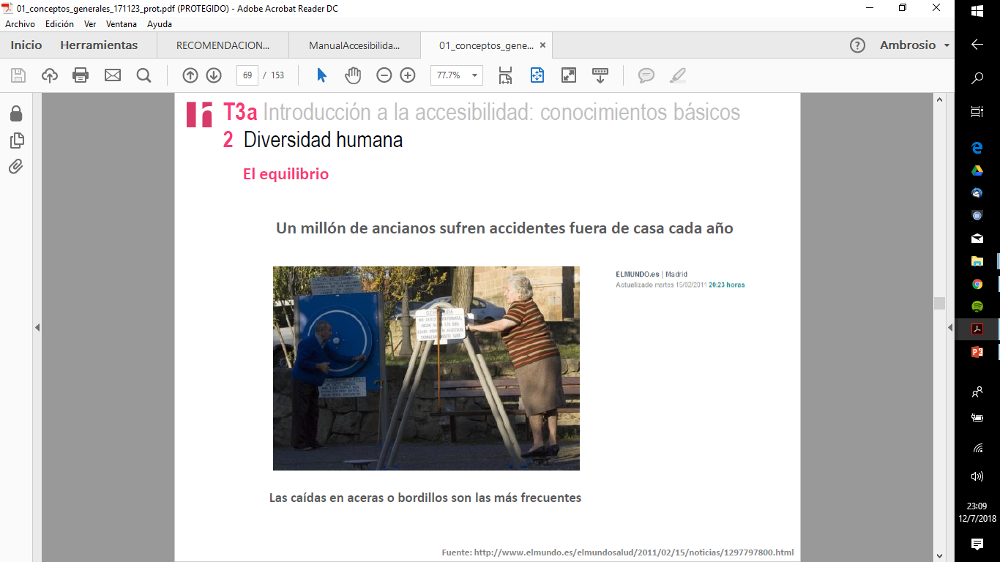 01_conceptos_generales_171123_prot.pdf (PROTEGIDO) - Adobe Acrobat Reader DC
Archivo Edición Ver Ventana Ayuda
Inicio Herramientas RECOMENDACION... ManualAccesibilida... 01_conceptos_gene... Ambrosio
69 / 153 77.7%
T3a Introducción a la accesibilidad: conocimientos básicos
2 Diversidad humana
El equilibrio
Un millón de ancianos sufren accidentes fuera de casa cada año
ELMUNDO.es | Madrid
Actualizado martes 15/02/2011 20:23 horas
Las caídas en aceras o bordillos son las más frecuentes
Fuente: http://www.elmundo.es/elmundosalud/2011/02/15/noticias/1297797800.html
23:09
12/7/2018